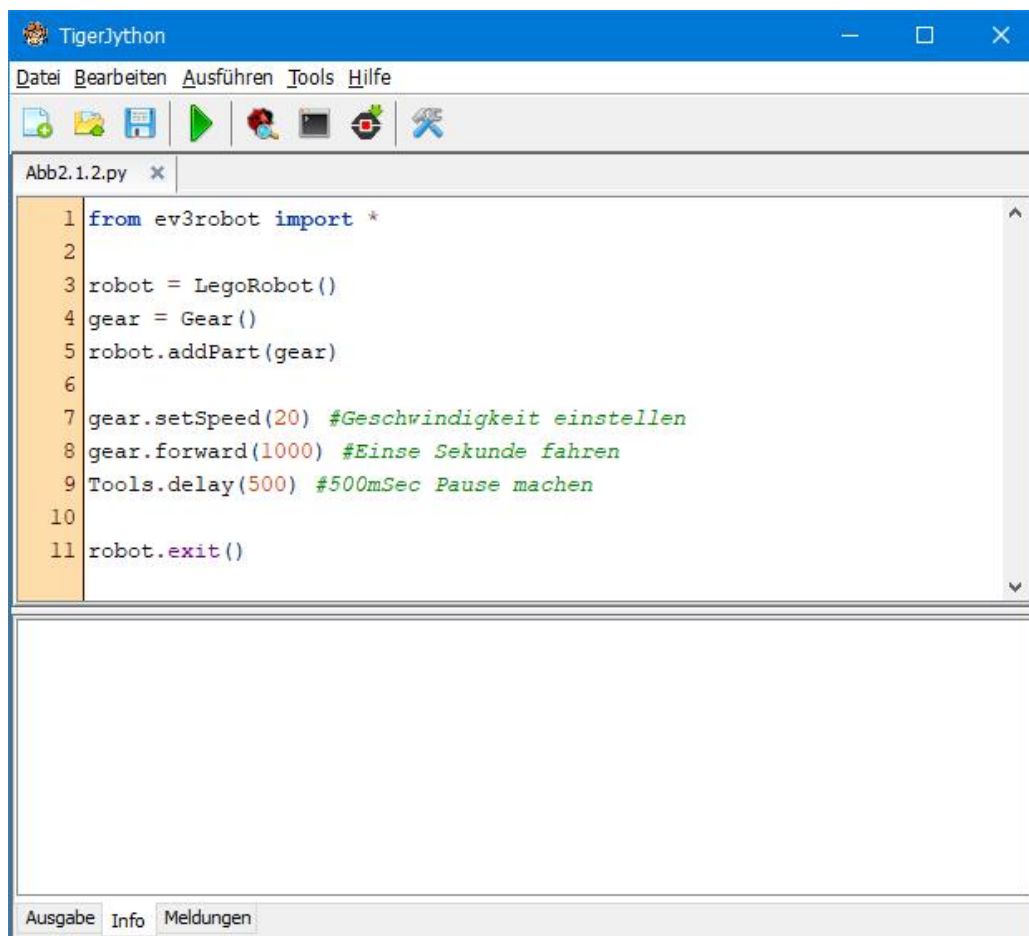 TigerJython
Datei Bearbeiten Ausführen Tools Hilfe
Abb2.1.2.py
1 from ev3robot import *
2
3 robot = LegoRobot()
4 gear = Gear()
5 robot.addPart(gear)
6
7 gear.setSpeed(20) #Geschwindigkeit einstellen
8 gear.forward(1000) #Einse Sekunde fahren
9 Tools.delay(500) #500mSec Pause machen
10
11 robot.exit()
Ausgabe Info Meldungen